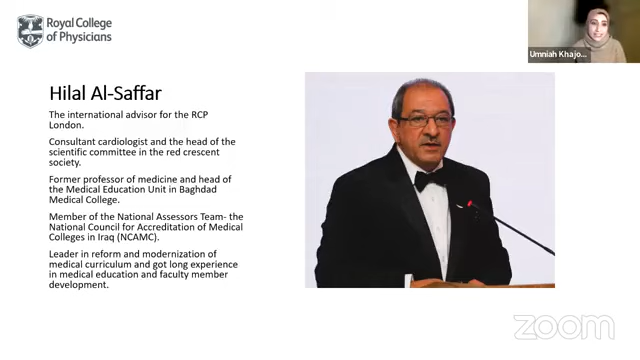 Royal College
of Physicians
Umniah Khajo...
Hilal Al-Saffar
The international advisor for the RCP
London.
Consultant cardiologist and the head of the
scientific committee in the red crescent
society.
Former professor of medicine and head of
the Medical Education Unit in Baghdad
Medical college.
Member of the National Assessors Team- the
National Council for Accreditation of Medical
Colleges in Iraq (NCAMC).
Leader in reform and modernization of
medical curriculum and got long experience
in medical education and faculty member
development.
zoom